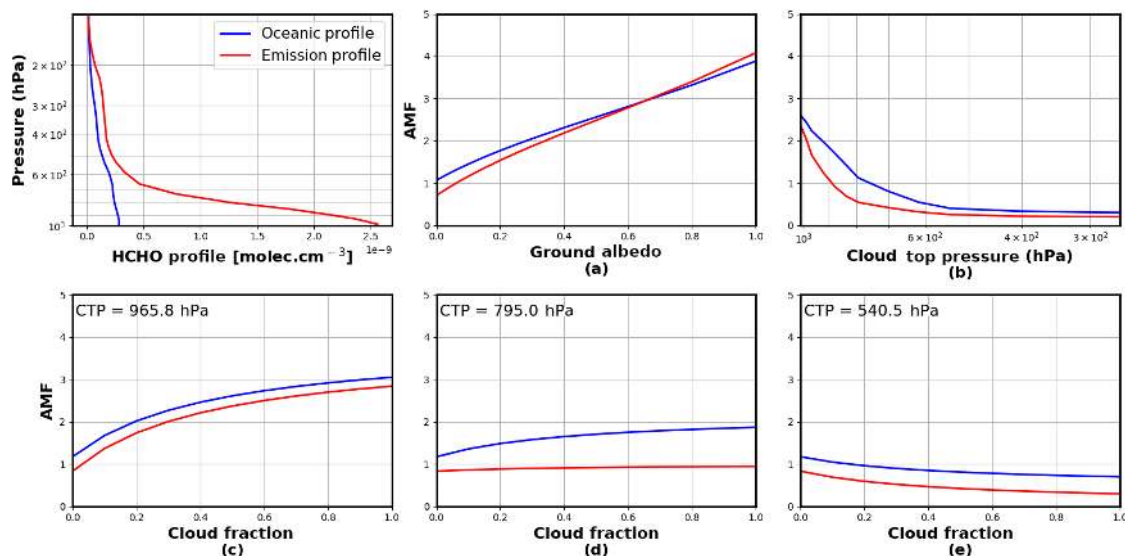 Oceanic profile
Emission profile
Pressure (hPa)
2 × 10²
3 × 10²
4 × 10²
6 × 10²
10³
0.0 0.5 1.0 1.5 2.0 2.5
1e−9
HCHO profile [molec.cm⁻³]
AMF
5
4
3
2
1
0
0.0 0.2 0.4 0.6 0.8 1.0
Ground albedo
(a)
5
4
3
2
1
0
10³ 6×10² 4×10² 3×10²
Cloud top pressure (hPa)
(b)
CTP = 965.8 hPa
AMF
5
4
3
2
1
0
0.0 0.2 0.4 0.6 0.8 1.0
Cloud fraction
(c)
CTP = 795.0 hPa
5
4
3
2
1
0
0.0 0.2 0.4 0.6 0.8 1.0
Cloud fraction
(d)
CTP = 540.5 hPa
5
4
3
2
1
0
0.0 0.2 0.4 0.6 0.8 1.0
Cloud fraction
(e)